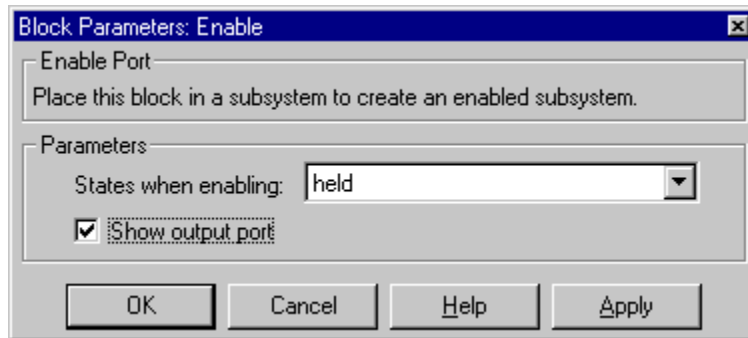 Block Parameters: Enable
Enable Port
Place this block in a subsystem to create an enabled subsystem.
Parameters
States when enabling: held
Show output port
OK Cancel Help Apply